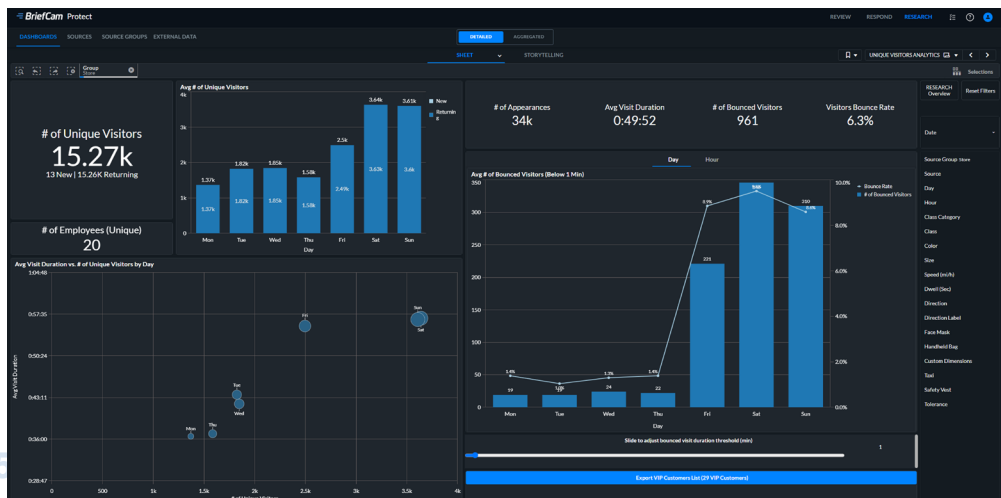 BriefCam Protect
REVIEW RESPOND RESEARCH
DASHBOARDS SOURCES SOURCE GROUPS EXTERNAL DATA
DETAILED AGGREGATED
SHEET STORYTELLING
UNIQUE VISITORS ANALYTICS
Group
Store
Selections
# of Unique Visitors
15.27k
13 New | 15.26K Returning
# of Employees (Unique)
20
Avg # of Unique Visitors
4k
3k
2k
1k
0
1.37k 1.82k 1.85k 1.58k 2.5k 3.64k 3.61k
1.37k 1.82k 1.85k 1.58k 2.49k 3.63k 3.6k
Mon Tue Wed Thu Fri Sat Sun
Day
New
Returnin
g
# of Appearances
34k
Avg Visit Duration
0:49:52
# of Bounced Visitors
961
Visitors Bounce Rate
6.3%
Day Hour
Avg # of Bounced Visitors (Below 1 Min)
350
300
250
200
150
100
50
0
10.0%
8.0%
6.0%
4.0%
2.0%
0.0%
1.4% 1.3% 1.4% 8.9%
19 24 22 221 310
Mon Tue Wed Thu Fri Sat Sun
Day
Bounce Rate
# of Bounced Visitors
Slide to adjust bounced visit duration threshold (min)
1
Export VIP Customers List (29 VIP Customers)
Avg Visit Duration vs. # of Unique Visitors by Day
1:04:48
0:57:35
0:50:24
0:43:11
0:36:00
0:28:47
Avg Visit Duration
Mon Thu Tue Wed Fri Sun Sat
0 500 1k 1.5k 2k 2.5k 3k 3.5k 4k
# of Unique Visitors
RESEARCH
Overview
Reset Filters
Date
Source Group Store
Source
Day
Hour
Class Category
Class
Color
Size
Speed (mi/h)
Dwell (Sec)
Direction
Direction Label
Face Mask
Handheld Bag
Custom Dimensions
Taxi
Safety Vest
Tolerance